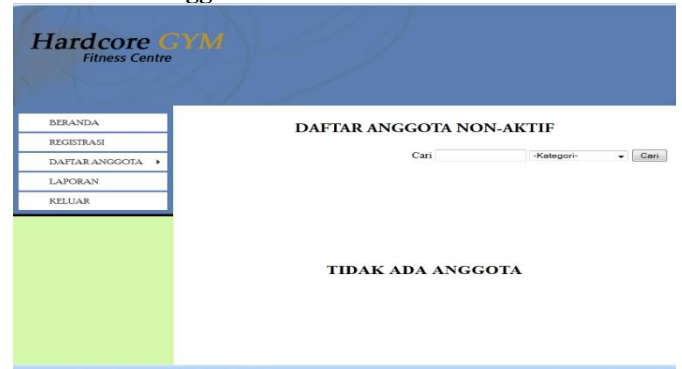 Hardcore GYM
Fitness Centre
BERANDA
REGISTRASI
DAFTAR ANGGOTA
LAPORAN
KELUAR
DAFTAR ANGGOTA NON-AKTIF
Cari -Kategori- Cari
TIDAK ADA ANGGOTA